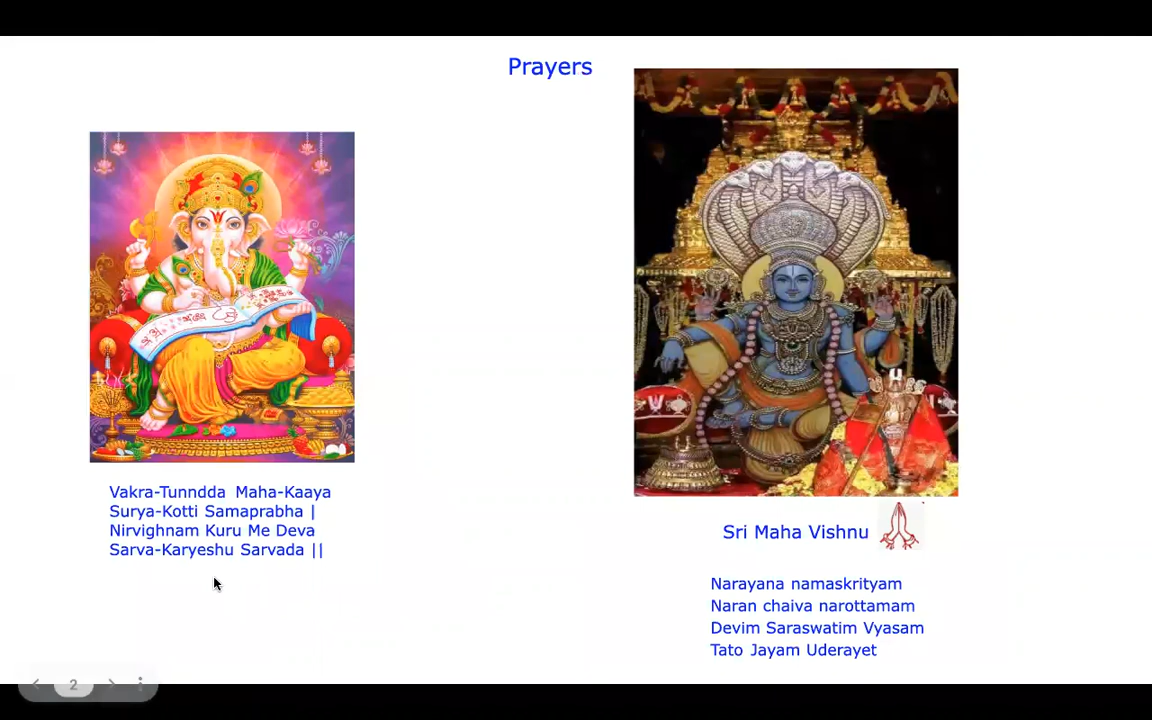 Prayers
Vakra-Tunndda Maha-Kaaya
Surya-Kotti Samaprabha |
Nirvighnam Kuru Me Deva
Sarva-Karyeshu Sarvada ||
Sri Maha Vishnu
Narayana namaskrityam
Naran chaiva narottamam
Devim Saraswatim Vyasam
Tato Jayam Uderayet
2